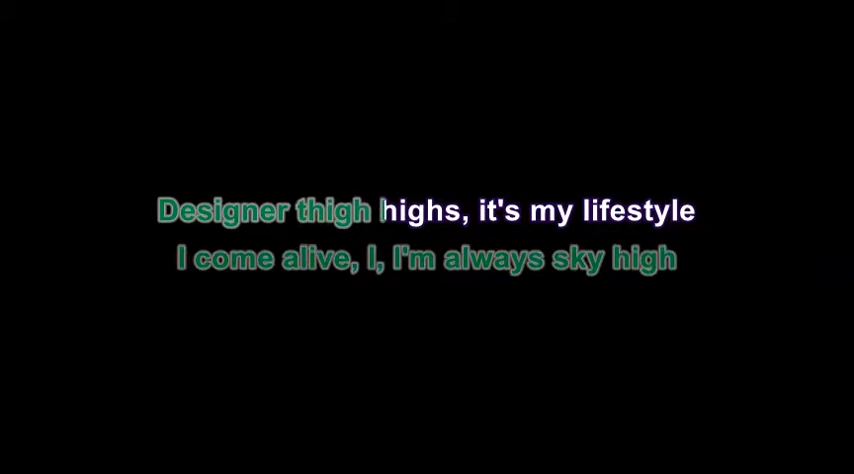 Designer thigh highs, it's my lifestyle
I come alive, I, I'm always sky high